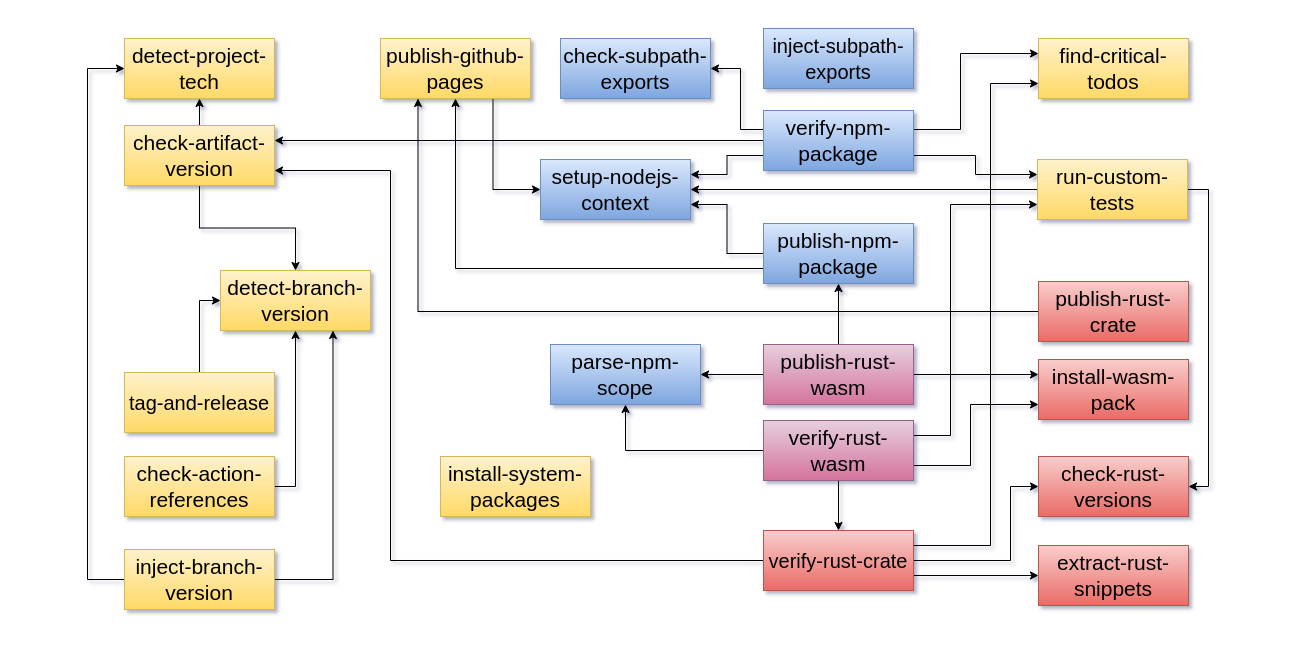 detect-project-
tech
publish-github-
pages
check-subpath-
exports
inject-subpath-
exports
find-critical-
todos
check-artifact-
version
verify-npm-
package
setup-nodejs-
context
run-custom-
tests
publish-npm-
package
detect-branch-
version
publish-rust-
crate
parse-npm-
scope
publish-rust-
wasm
install-wasm-
pack
tag-and-release
verify-rust-
wasm
check-action-
references
install-system-
packages
check-rust-
versions
inject-branch-
version
verify-rust-crate
extract-rust-
snippets